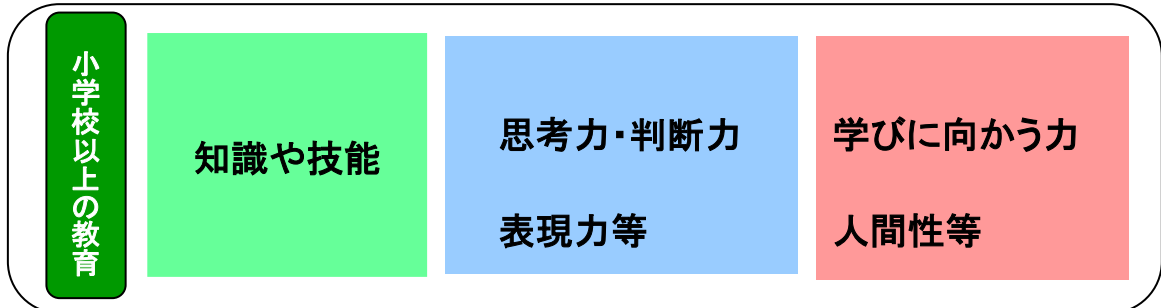 小学校以上の教育
知識や技能
思考力・判断力
表現力等
学びに向かう力
人間性等